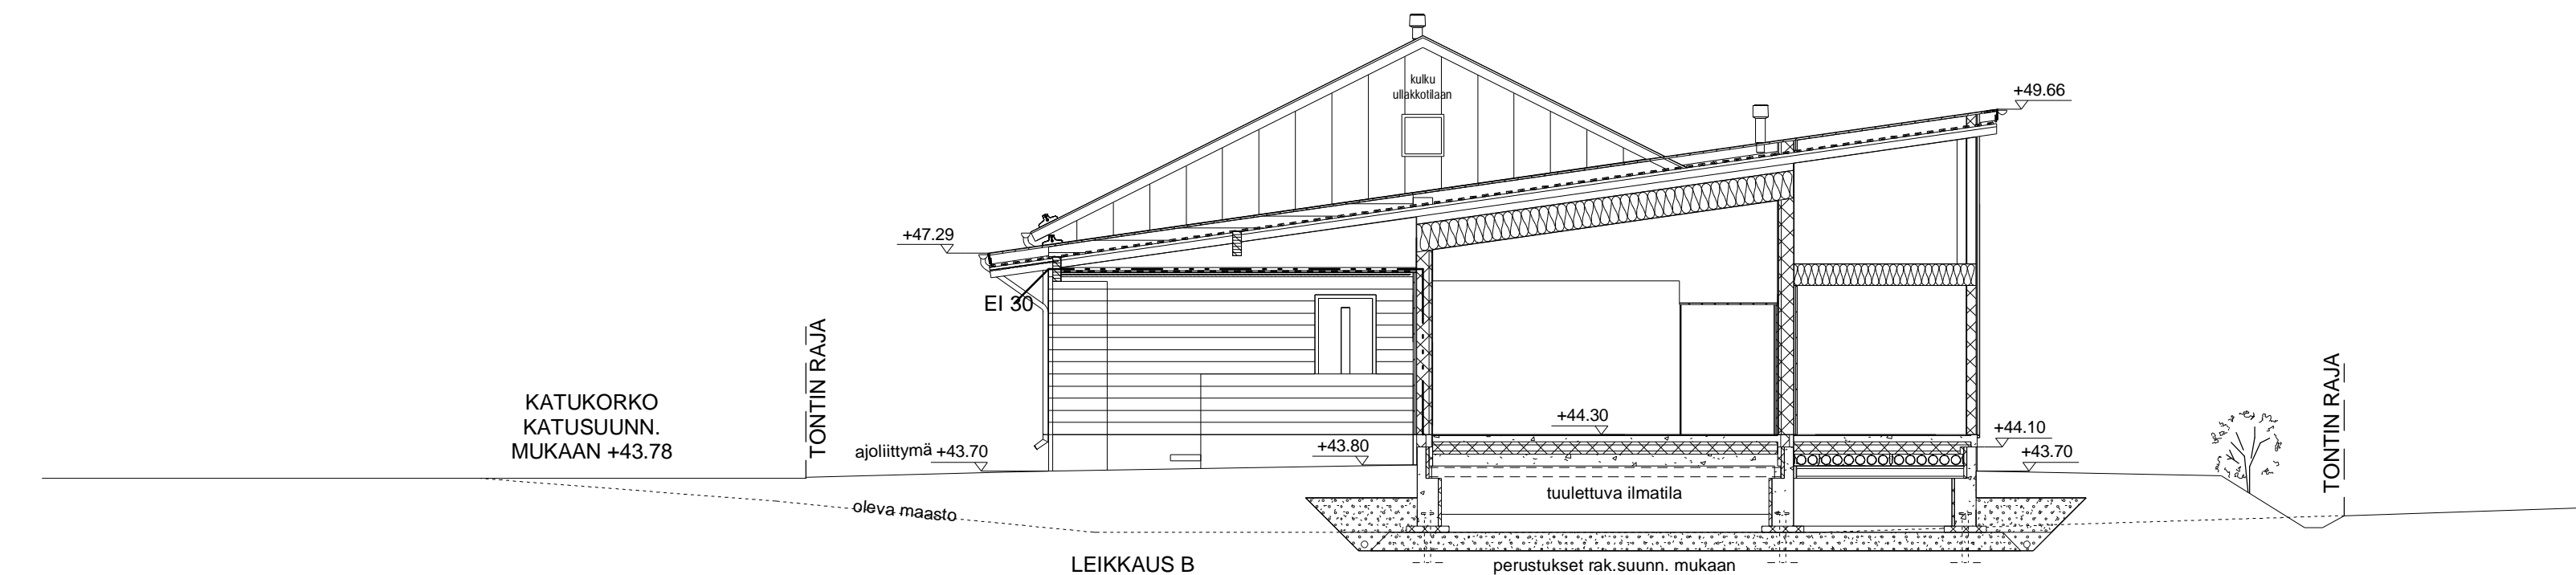 kulku
ullakkotilaan
+49.66
+47.29
EI 30
TONTIN RAJA
KATUKORKO
KATUSUUNN.
MUKAAN +43.78
ajoliittymä +43.70
+43.80
+44.30
+44.10
+43.70
TONTIN RAJA
tuulettuva ilmatila
oleva maasto
LEIKKAUS B
perustukset rak.suunn. mukaan